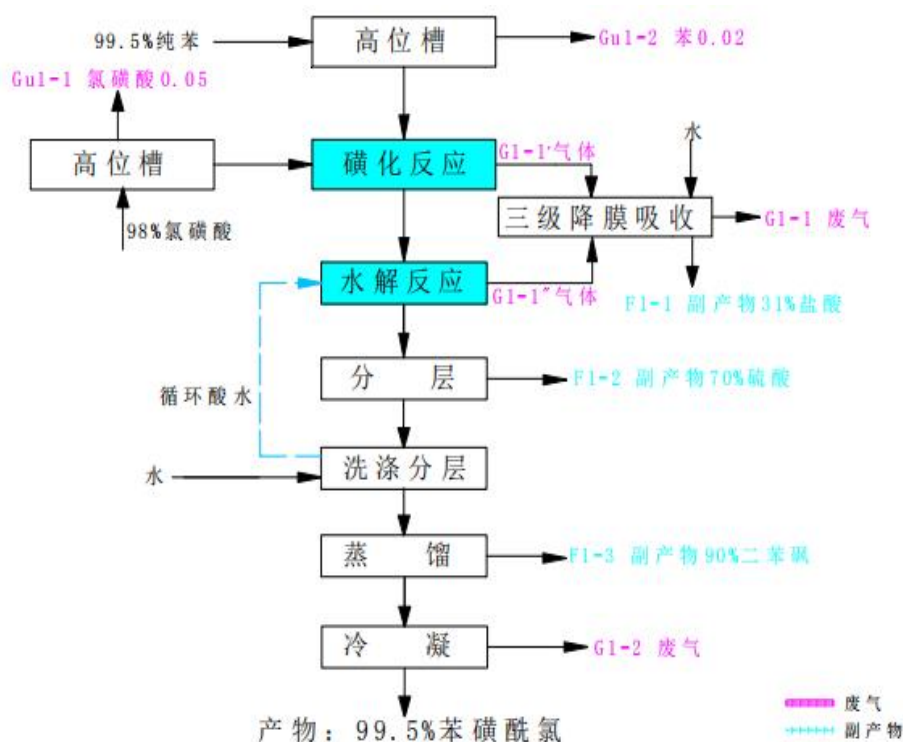 99.5%纯苯
高位槽
Gu1-2 苯0.02
Gu1-1 氯磺酸0.05
高位槽
98%氯磺酸
磺化反应
G1-1'气体
水
三级降膜吸收
G1-1 废气
水解反应
G1-1"气体
F1-1 副产物31%盐酸
循环酸水
分 层
F1-2 副产物70%硫酸
水
洗涤分层
蒸 馏
F1-3 副产物90%二苯砜
冷 凝
G1-2 废气
产物：99.5%苯磺酰氯
废气
副产物